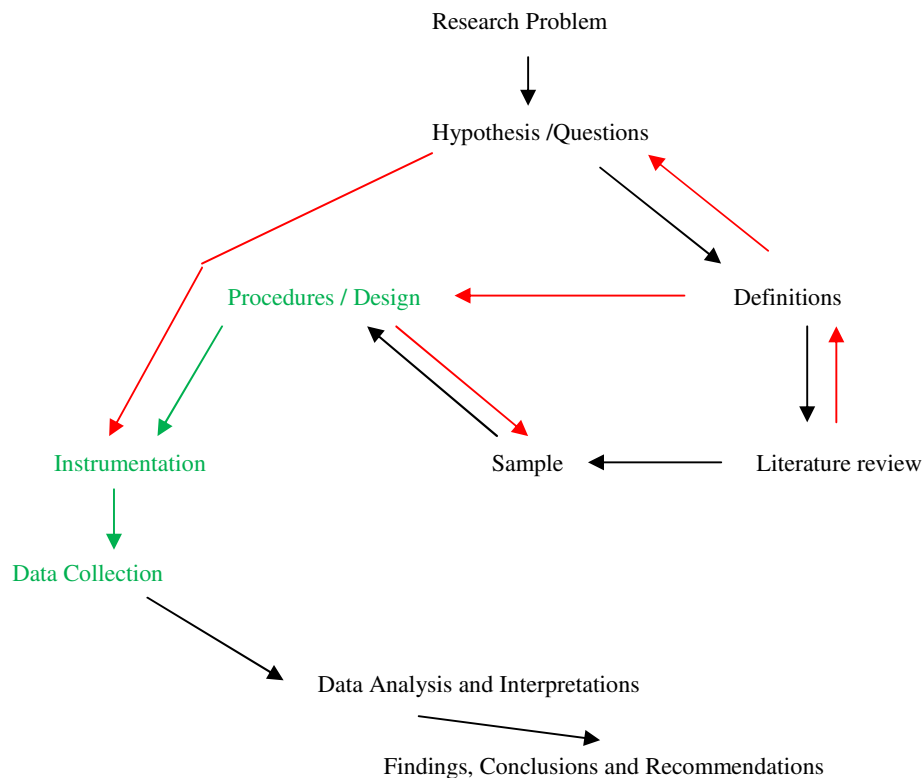 Research Problem
Hypothesis /Questions
Procedures / Design
Definitions
Instrumentation
Sample
Literature review
Data Collection
Data Analysis and Interpretations
Findings, Conclusions and Recommendations